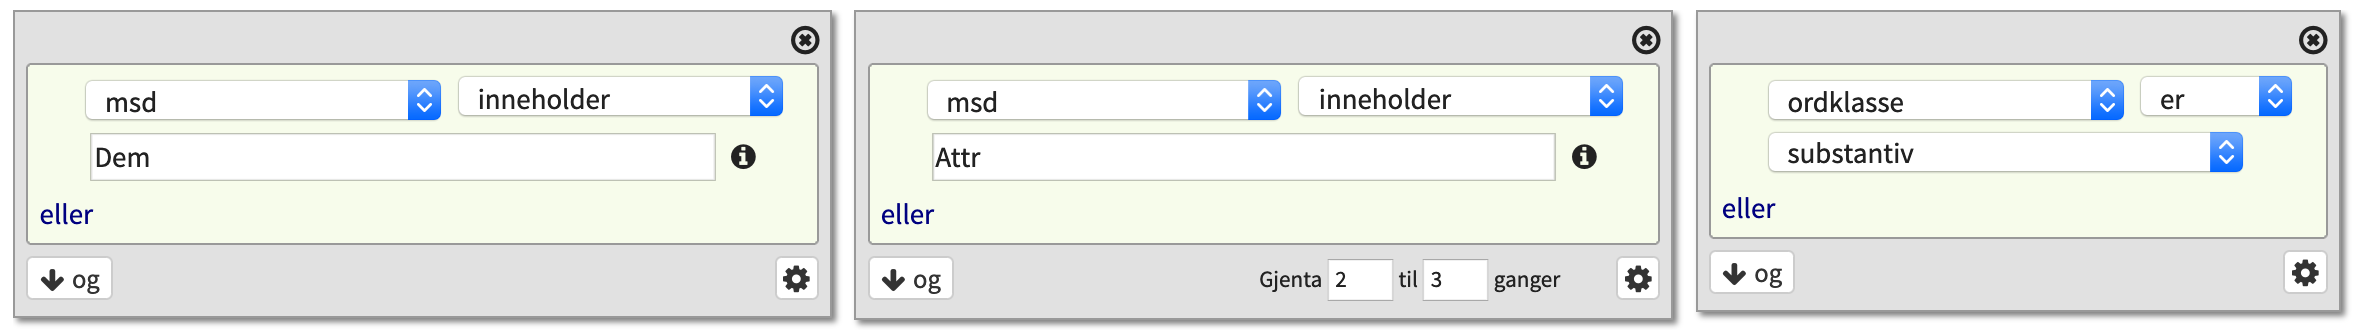 msd inneholder
Dem
eller
og
msd inneholder
Attr
eller
og Gjenta 2 til 3 ganger
ordklasse er
substantiv
eller
og